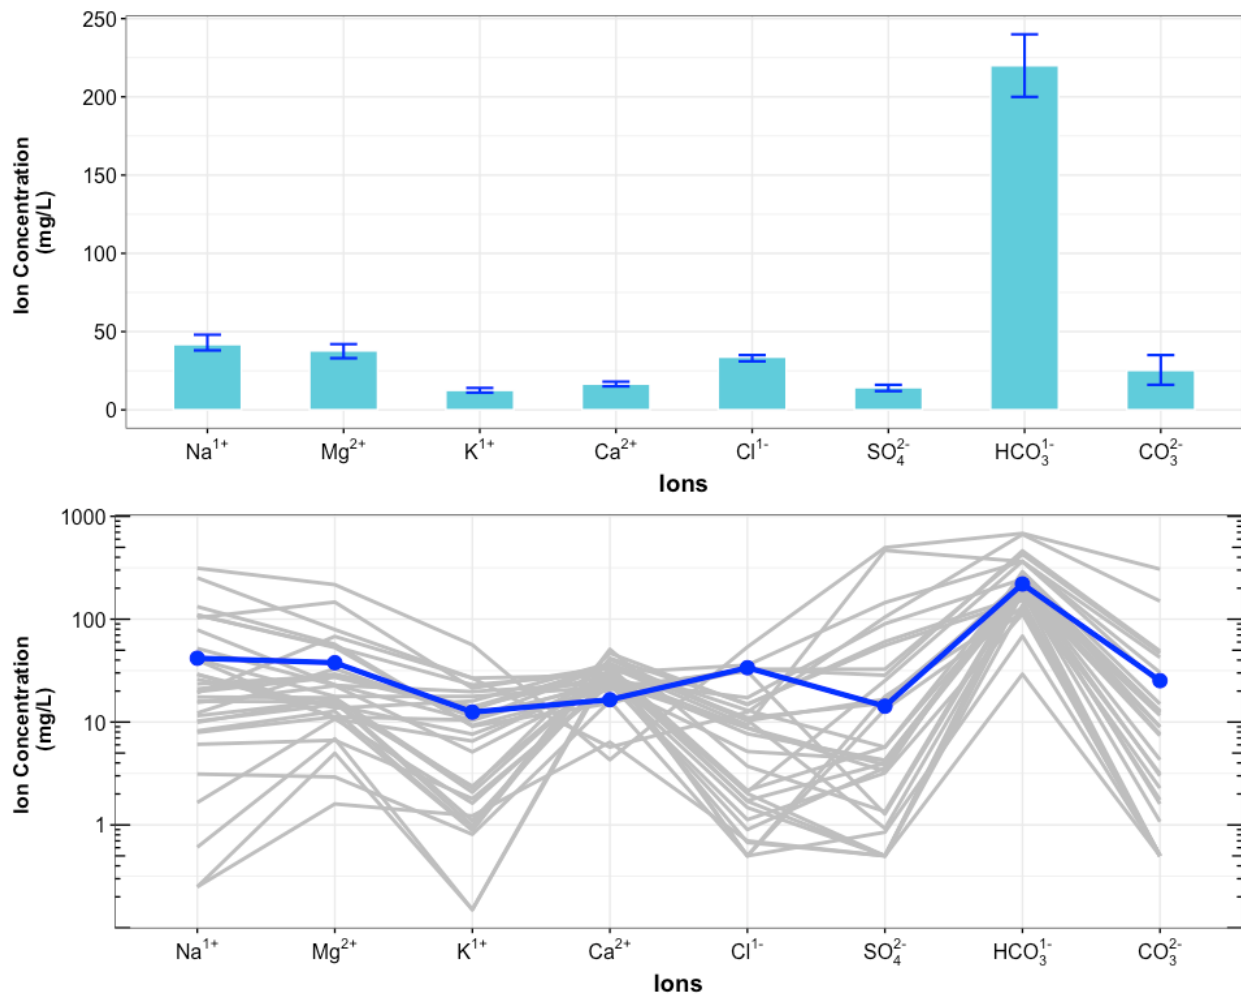 Ion Concentration
(mg/L)
250
200
150
100
50
0
Na¹⁺ Mg²⁺ K¹⁺ Ca²⁺ Cl¹⁻ SO₄²⁻ HCO₃¹⁻ CO₃²⁻
Ions
Ion Concentration
(mg/L)
1000
100
10
1
Na¹⁺ Mg²⁺ K¹⁺ Ca²⁺ Cl¹⁻ SO₄²⁻ HCO₃¹⁻ CO₃²⁻
Ions